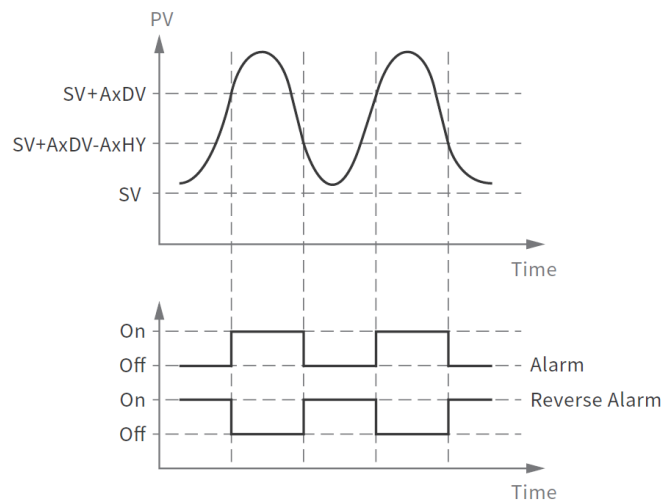 PV
SV+AxDV
SV+AxDV-AxHY
SV
Time
On
Off
Alarm
On
Reverse Alarm
Off
Time